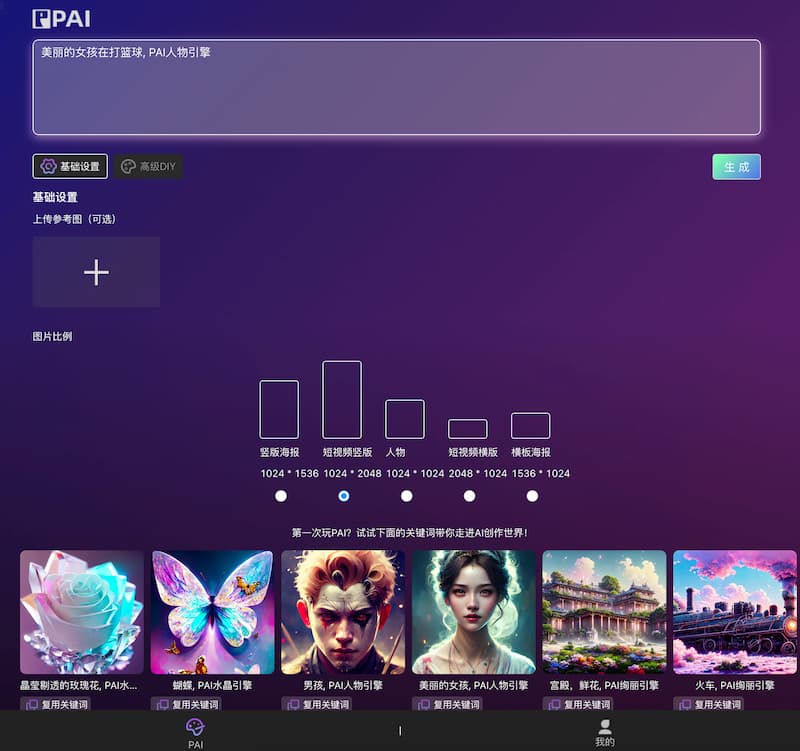 PAI
美丽的女孩在打篮球, PAI人物引擎
基础设置
高级DIY
生 成
基础设置
上传参考图（可选）
图片比例
竖版海报
短视频竖版
人物
短视频横版
横板海报
1024 * 1536
1024 * 2048
1024 * 1024
2048 * 1024
1536 * 1024
第一次玩PAI？试试下面的关键词带你走进AI创作世界！
晶莹剔透的玫瑰花, PAI水...
蝴蝶, PAI水晶引擎
男孩, PAI人物引擎
美丽的女孩, PAI人物引擎
宫殿，鲜花, PAI绚丽引擎
火车, PAI绚丽引擎
复用关键词
复用关键词
复用关键词
复用关键词
复用关键词
复用关键词
PAI
我的